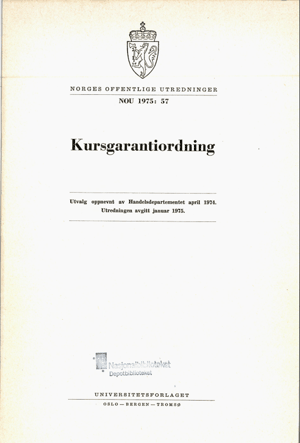 NORGES OFFENTLIGE UTREDNINGER
NOU 1975: 57
Kursgarantiordning
Utvalg oppnevnt av Handelsdepartementet april 1974.
Utredningen avgitt januar 1975.
Nasjonalbiblioteket
Depotbiblioteket
UNIVERSITETSFORLAGET
OSLO — BERGEN — TROMSØ